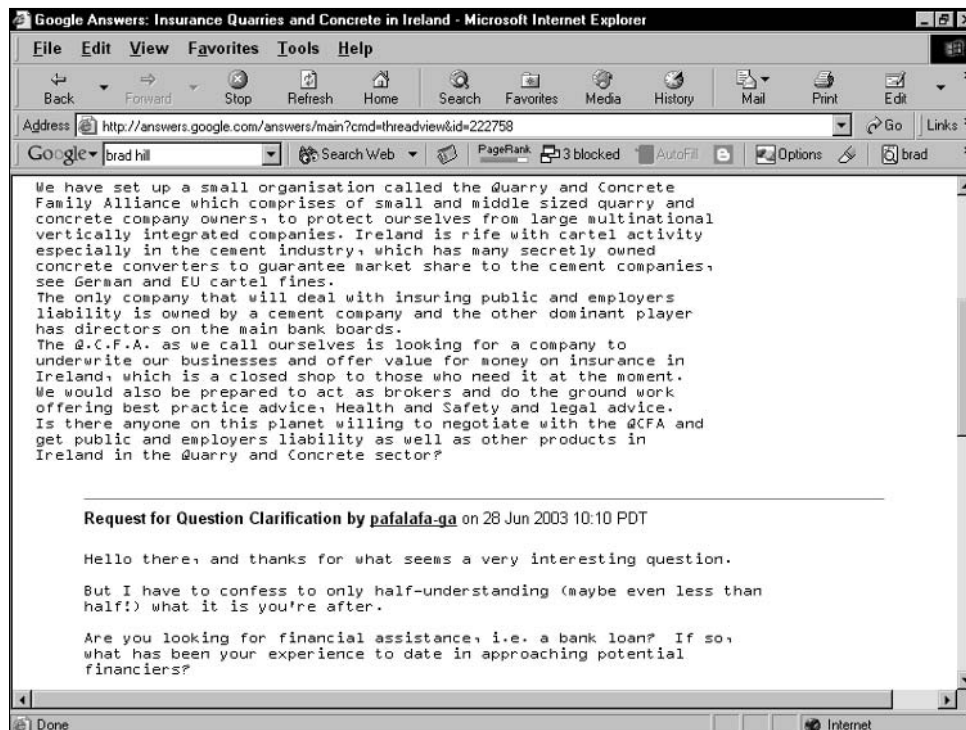 Google Answers: Insurance Quarries and Concrete in Ireland - Microsoft Internet Explorer
File Edit View Favorites Tools Help
Back Forward Stop Refresh Home Search Favorites Media History Mail Print Edit
Address http://answers.google.com/answers/main?cmd=threadview&id=222758 Go Links
Google brad hill Search Web PageRank 3 blocked AutoFill Options brad
We have set up a small organisation called the Quarry and Concrete
Family Alliance which comprises of small and middle sized quarry and
concrete company owners, to protect ourselves from large multinational
vertically integrated companies. Ireland is rife with cartel activity
especially in the cement industry, which has many secretly owned
concrete converters to guarantee market share to the cement companies,
see German and EU cartel fines.
The only company that will deal with insuring public and employers
liability is owned by a cement company and the other dominant player
has directors on the main bank boards.
The Q.C.F.A. as we call ourselves is looking for a company to
underwrite our businesses and offer value for money on insurance in
Ireland, which is a closed shop to those who need it at the moment.
We would also be prepared to act as brokers and do the ground work
offering best practice advice, Health and Safety and legal advice.
Is there anyone on this planet willing to negotiate with the QCFA and
get public and employers liability as well as other products in
Ireland in the Quarry and Concrete sector?
Request for Question Clarification by pafalafa-ga on 28 Jun 2003 10:10 PDT
Hello there, and thanks for what seems a very interesting question.
But I have to confess to only half-understanding (maybe even less than
half!) what it is you're after.
Are you looking for financial assistance, i.e. a bank loan?  If so,
what has been your experience to date in approaching potential
financiers?
Done Internet